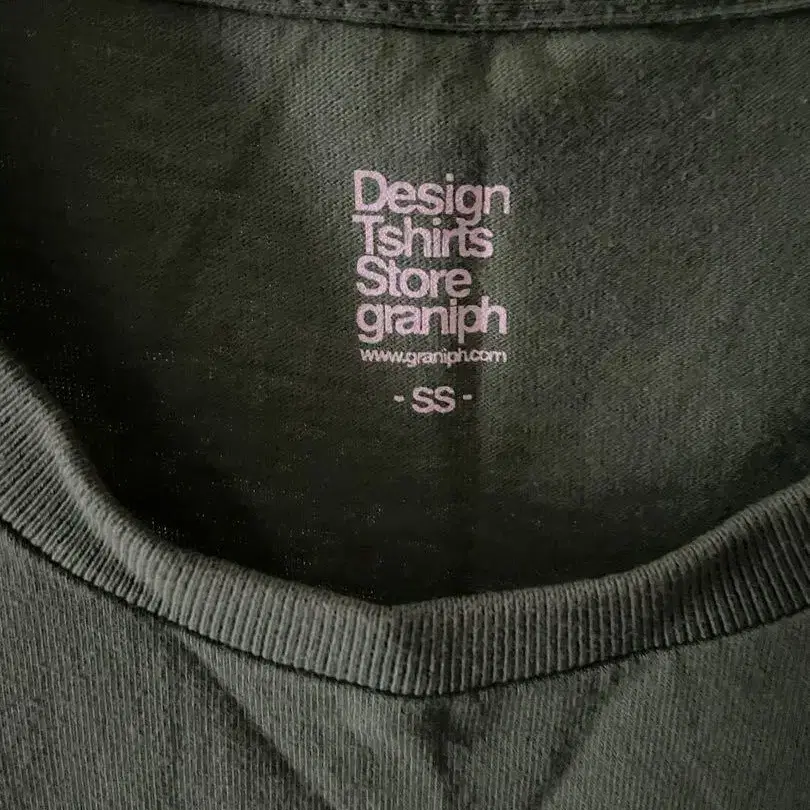 Design
Tshirts
Store
graniph
www.graniph.com
- SS -